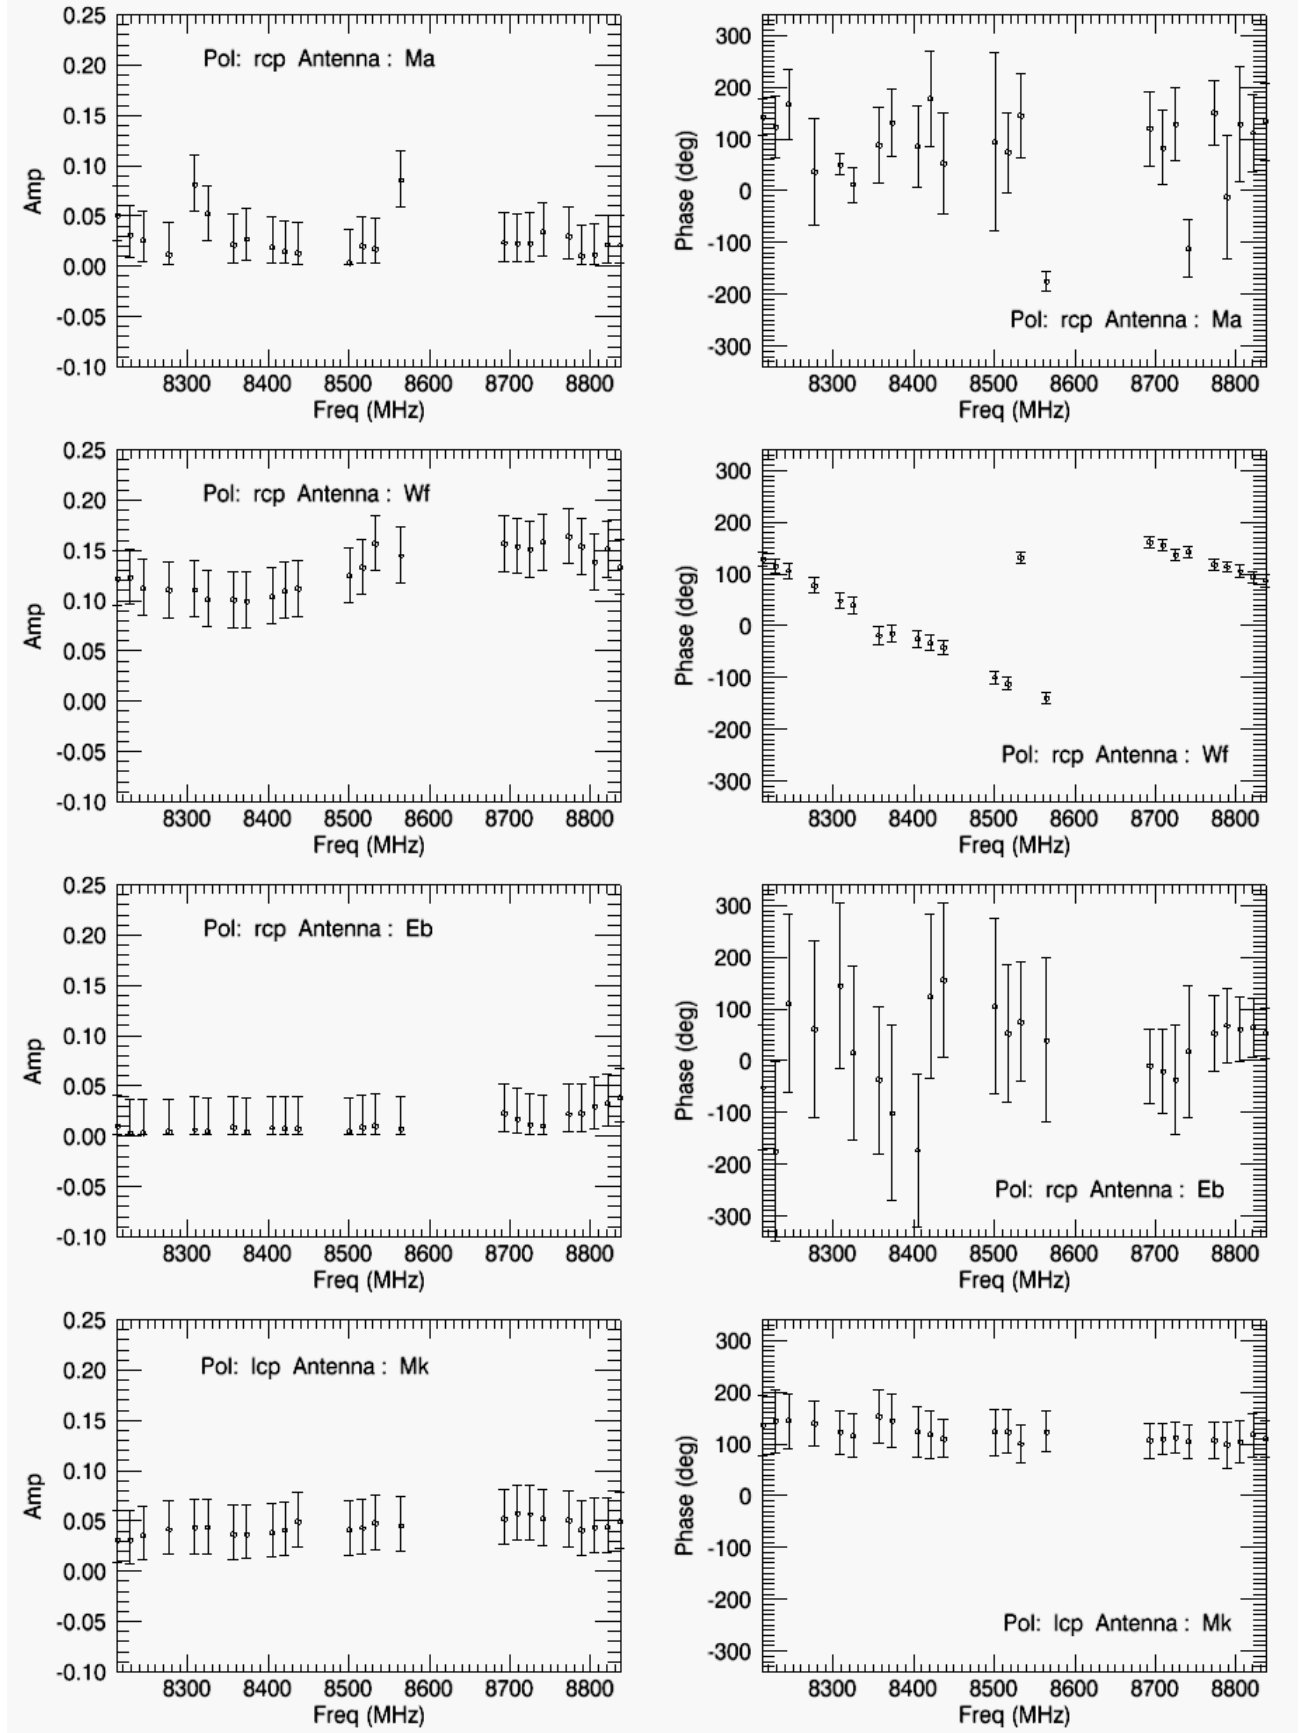 0.25
0.20
0.15
0.10
0.05
0.00
-0.05
-0.10
Amp
Pol: rcp Antenna : Ma
8300 8400 8500 8600 8700 8800
Freq (MHz)
300
200
100
0
-100
-200
-300
Phase (deg)
Pol: rcp Antenna : Ma
8300 8400 8500 8600 8700 8800
Freq (MHz)
0.25
0.20
0.15
0.10
0.05
0.00
-0.05
-0.10
Amp
Pol: rcp Antenna : Wf
8300 8400 8500 8600 8700 8800
Freq (MHz)
300
200
100
0
-100
-200
-300
Phase (deg)
Pol: rcp Antenna : Wf
8300 8400 8500 8600 8700 8800
Freq (MHz)
0.25
0.20
0.15
0.10
0.05
0.00
-0.05
-0.10
Amp
Pol: rcp Antenna : Eb
8300 8400 8500 8600 8700 8800
Freq (MHz)
300
200
100
0
-100
-200
-300
Phase (deg)
Pol: rcp Antenna : Eb
8300 8400 8500 8600 8700 8800
Freq (MHz)
0.25
0.20
0.15
0.10
0.05
0.00
-0.05
-0.10
Amp
Pol: lcp Antenna : Mk
8300 8400 8500 8600 8700 8800
Freq (MHz)
300
200
100
0
-100
-200
-300
Phase (deg)
Pol: lcp Antenna : Mk
8300 8400 8500 8600 8700 8800
Freq (MHz)